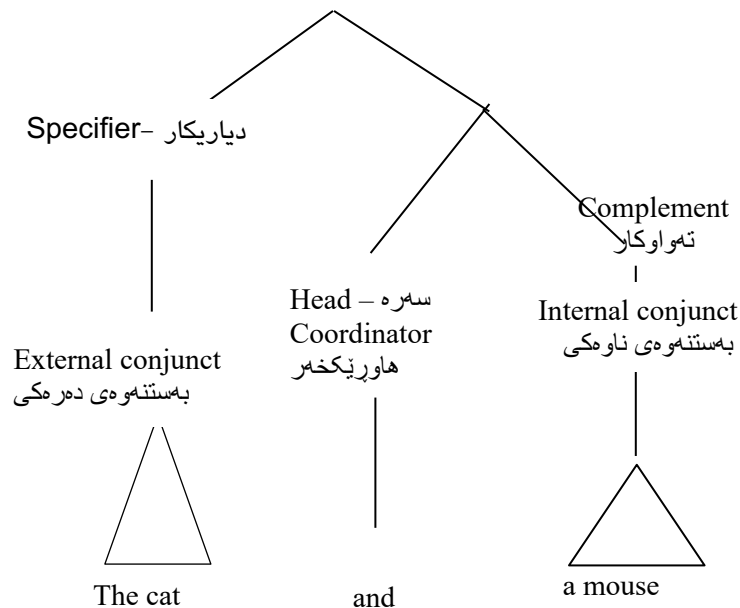 Specifier– دیاریکار
Complement
تەواوکار
Head – سەرە
Coordinator
هاوڕێکخەر
Internal conjunct
بەستنەوەی ناوەکی
External conjunct
بەستنەوەی دەرەکی
The cat
and
a mouse